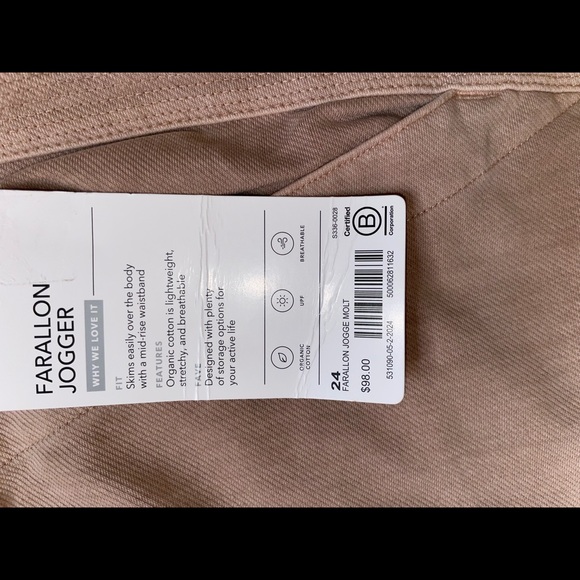 FARALLON
JOGGER
WHY WE LOVE IT
FIT
Skims easily over the body
with a mid-rise waistband
FEATURES
Organic cotton is lightweight,
stretchy, and breathable
FAVE
Designed with plenty
of storage options for
your active life
ORGANIC
COTTON
UPF
BREATHABLE
24
FARALLON JOGGE MOLT
$98.00
S336-0028
Certified
B
Corporation
500062811632
531090-05-2-2024